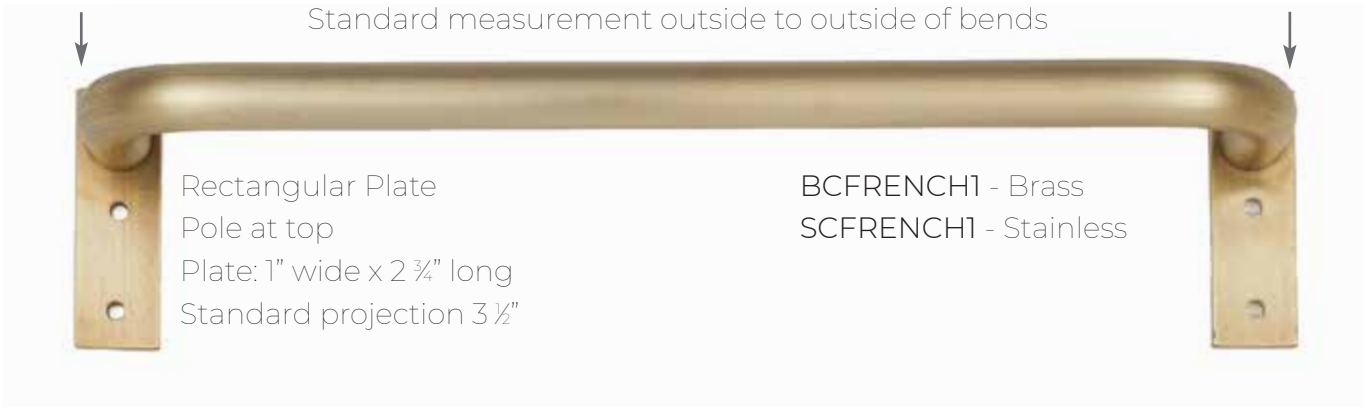 Standard measurement outside to outside of bends
Rectangular Plate
Pole at top
Plate: 1” wide x 2 ¾” long
Standard projection 3 ½”
BCFRENCH1 - Brass
SCFRENCH1 - Stainless